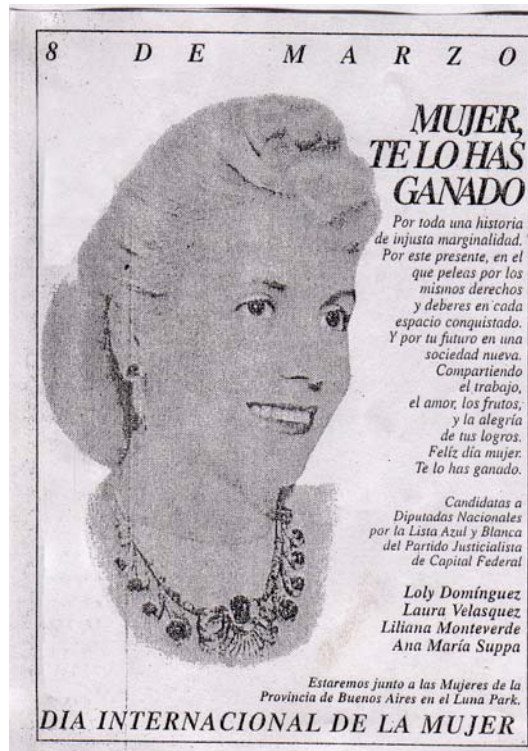 8 DE MARZO
MUJER,
TE LO HAS
GANADO
Por toda una historia
de injusta marginalidad.
Por este presente, en el
que peleas por los
mismos derechos
y deberes en cada
espacio conquistado.
Y por tu futuro en una
sociedad nueva.
Compartiendo
el trabajo,
el amor, los frutos,
y la alegría
de tus logros.
Felíz día mujer.
Te lo has ganado.
Candidatas a
Diputadas Nacionales
por la Lista Azul y Blanca
del Partido Justicialista
de Capital Federal
Loly Domínguez
Laura Velasquez
Liliana Monteverde
Ana María Suppa
Estaremos junto a las Mujeres de la
Provincia de Buenos Aires en el Luna Park.
DIA INTERNACIONAL DE LA MUJER